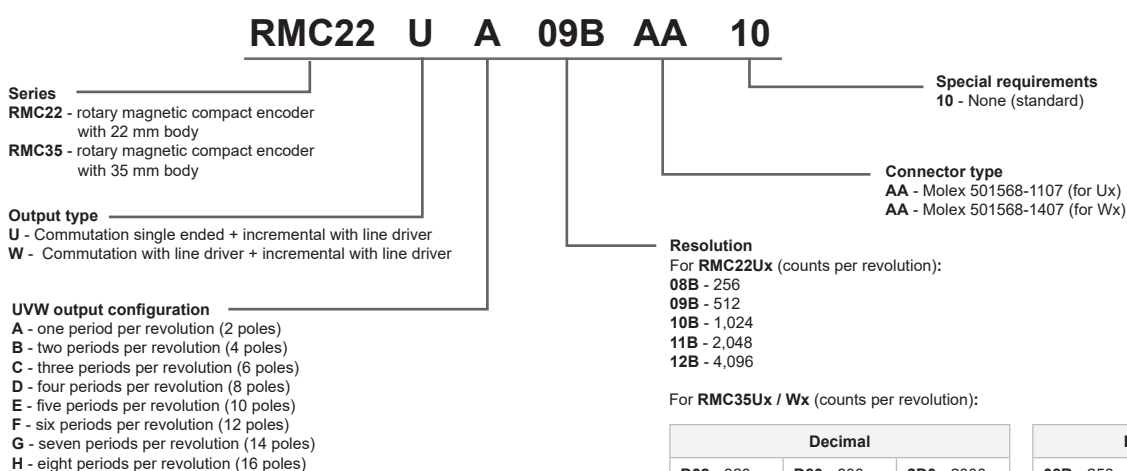 RMC22 U A 09B AA 10
Series
RMC22 - rotary magnetic compact encoder
with 22 mm body
RMC35 - rotary magnetic compact encoder
with 35 mm body
Output type
U - Commutation single ended + incremental with line driver
W - Commutation with line driver + incremental with line driver
UVW output configuration
A - one period per revolution (2 poles)
B - two periods per revolution (4 poles)
C - three periods per revolution (6 poles)
D - four periods per revolution (8 poles)
E - five periods per revolution (10 poles)
F - six periods per revolution (12 poles)
G - seven periods per revolution (14 poles)
H - eight periods per revolution (16 poles)
Special requirements
10 - None (standard)
Connector type
AA - Molex 501568-1107 (for Ux)
AA - Molex 501568-1407 (for Wx)
Resolution
For RMC22Ux (counts per revolution):
08B - 256
09B - 512
10B - 1,024
11B - 2,048
12B - 4,096
For RMC35Ux / Wx (counts per revolution):
Decimal